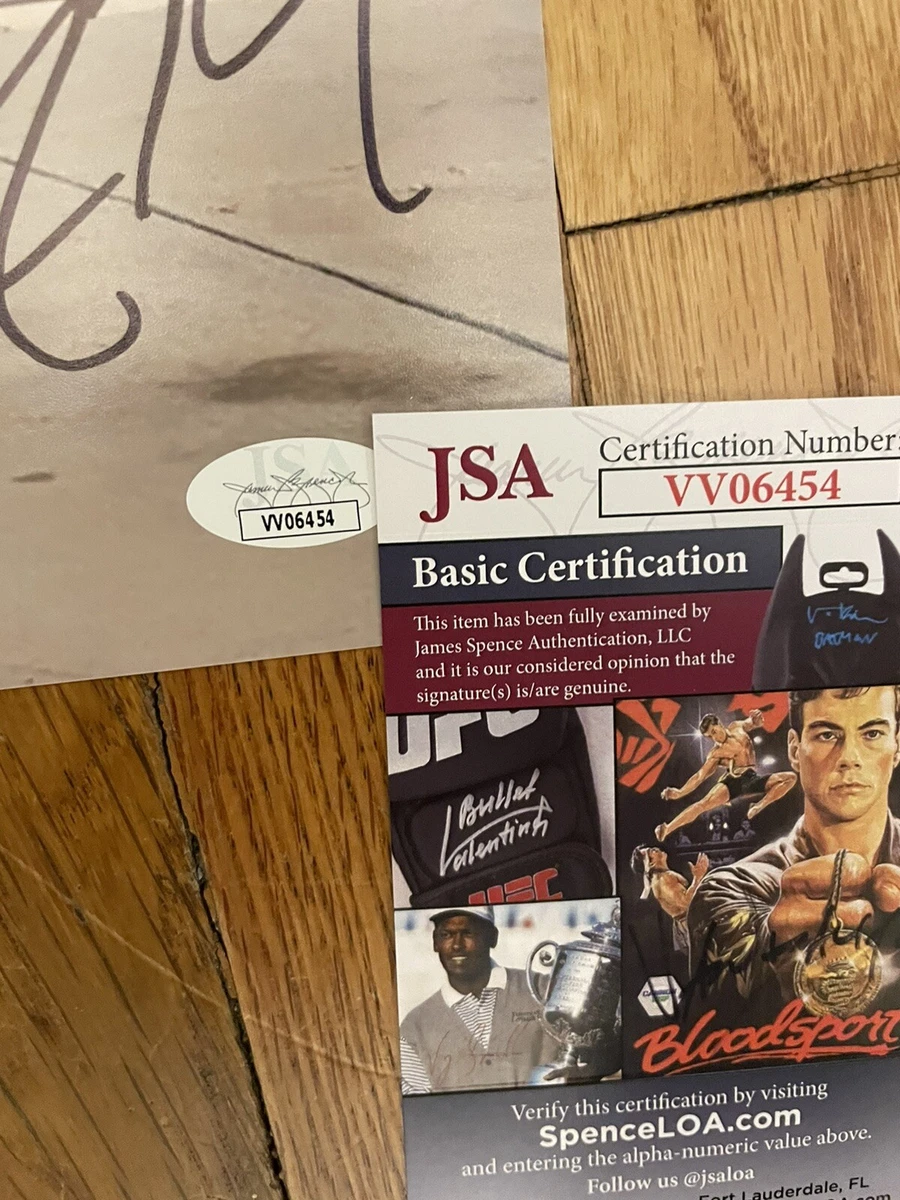 JSA
VV06454
JSA
Certification Number:
VV06454
Basic Certification
This item has been fully examined by
James Spence Authentication, LLC
and it is our considered opinion that the
signature(s) is/are genuine.
BATMAN
UFC
Bullet
Valentina
UFC
Bloodsport
Verify this certification by visiting
SpenceLOA.com
and entering the alpha-numeric value above.
Follow us @jsaloa
Fort Lauderdale, FL